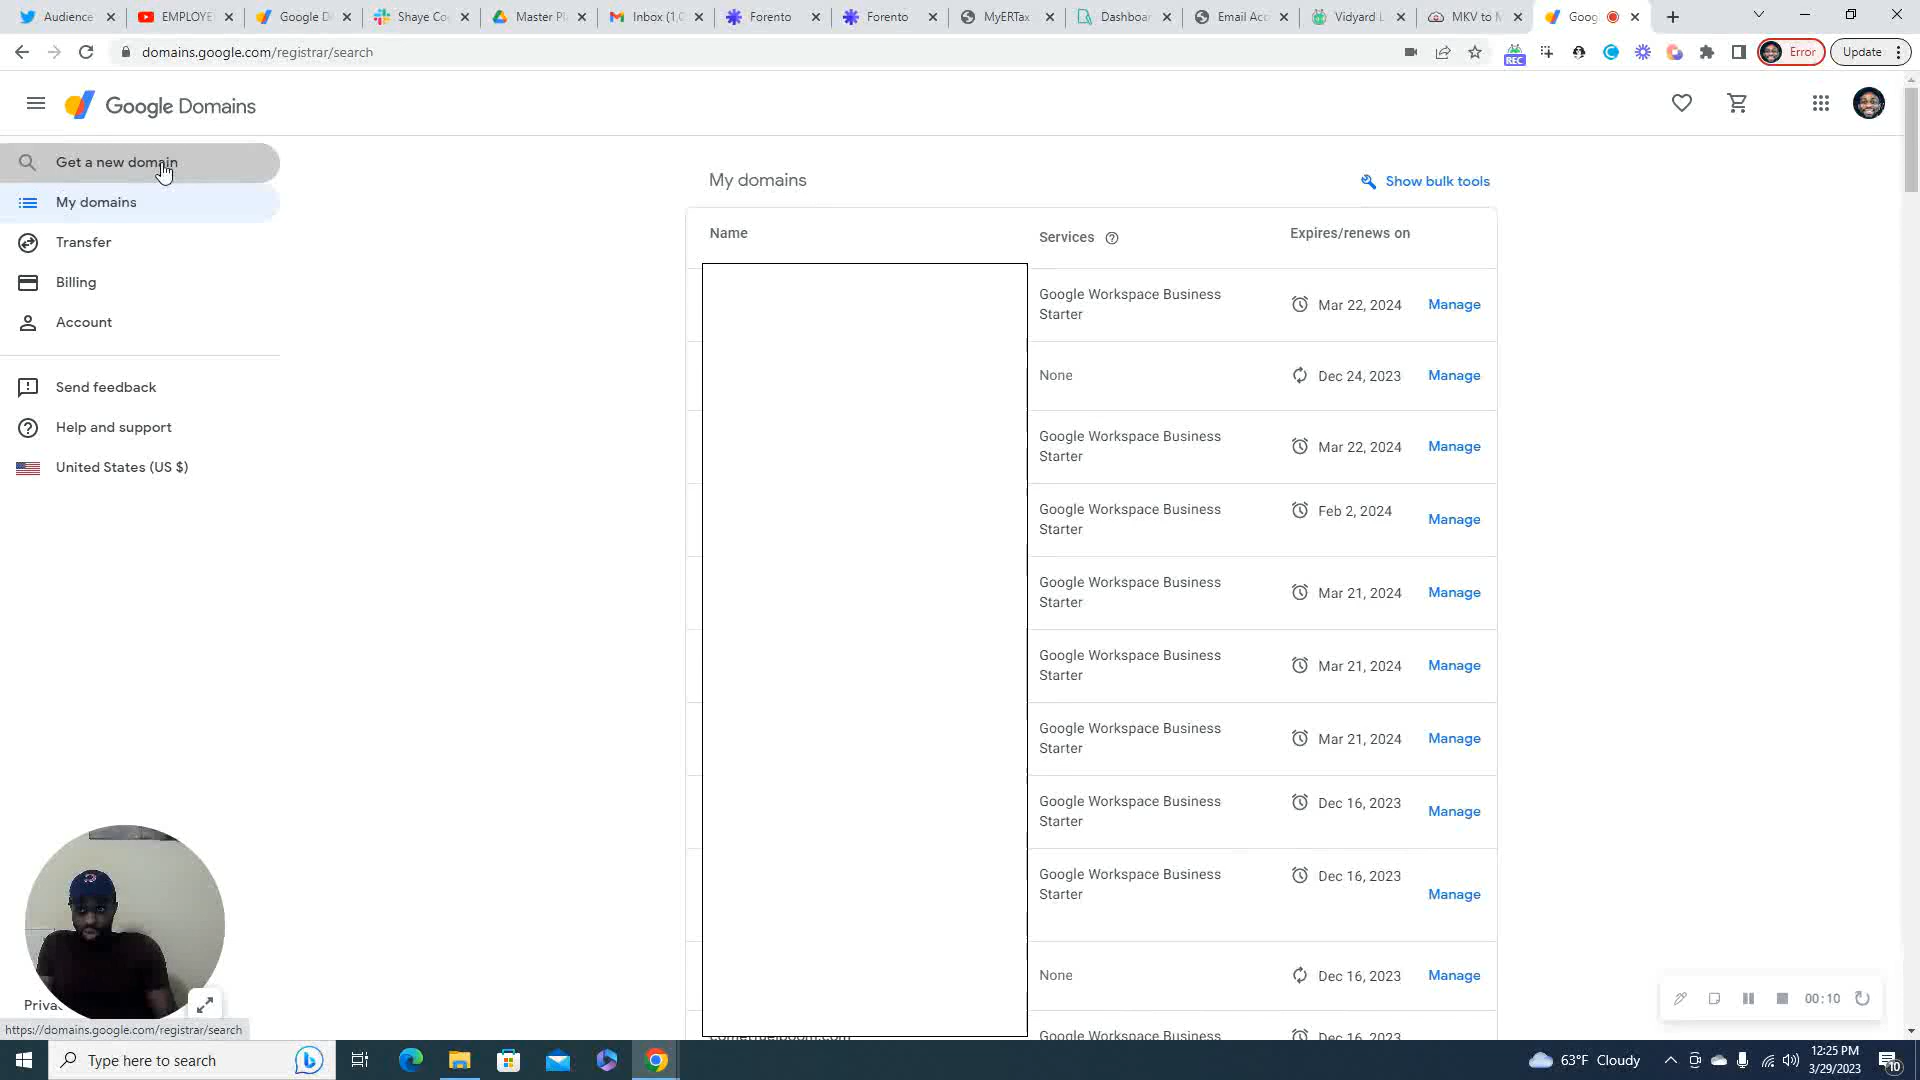 Audience
EMPLOYE
Google D
Shaye Co
Master Pl
Inbox (1,
Forento
Forento
MyERTax
Dashboar
Email Acc
Vidyard L
MKV to M
Goog
domains.google.com/registrar/search
REC
Error
Update
Google Domains
Get a new domain
My domains
Transfer
Billing
Account
Send feedback
Help and support
United States (US $)
My domains
Show bulk tools
Name
Services
Expires/renews on
Google Workspace Business
Starter
Mar 22, 2024
Manage
None
Dec 24, 2023
Manage
Google Workspace Business
Starter
Mar 22, 2024
Manage
Google Workspace Business
Starter
Feb 2, 2024
Manage
Google Workspace Business
Starter
Mar 21, 2024
Manage
Google Workspace Business
Starter
Mar 21, 2024
Manage
Google Workspace Business
Starter
Mar 21, 2024
Manage
Google Workspace Business
Starter
Dec 16, 2023
Manage
Google Workspace Business
Starter
Dec 16, 2023
Manage
None
Dec 16, 2023
Manage
Google Workspace Business
Dec 16, 2023
Priva
00:10
https://domains.google.com/registrar/search
Type here to search
63°F Cloudy
12:25 PM
3/29/2023
10